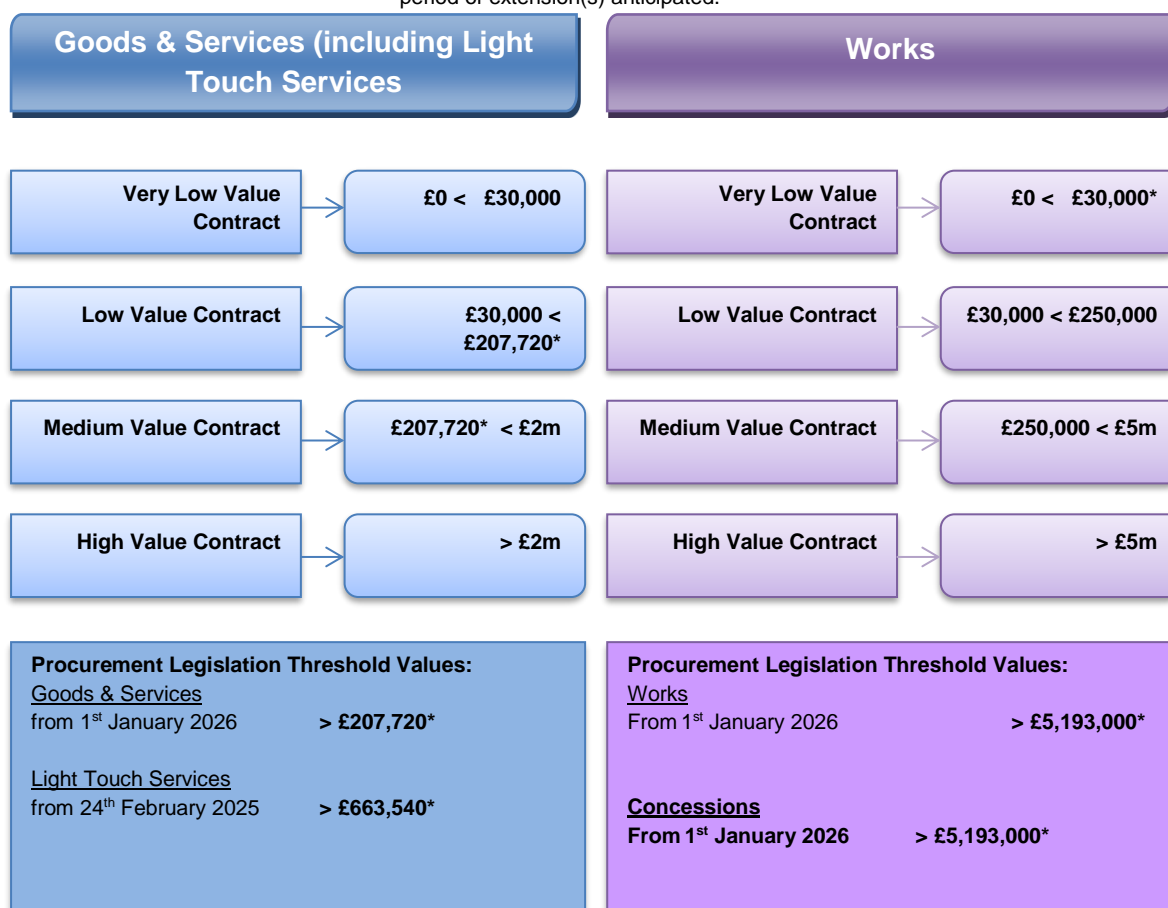 period of extension(s) anticipated.
Goods & Services (including Light
Touch Services
Works
Very Low Value
Contract
£0 < £30,000
Very Low Value
Contract
£0 < £30,000*
Low Value Contract
£30,000 <
£207,720*
Low Value Contract
£30,000 < £250,000
Medium Value Contract
£207,720* < £2m
Medium Value Contract
£250,000 < £5m
High Value Contract
> £2m
High Value Contract
> £5m
Procurement Legislation Threshold Values:
Goods & Services
from 1st January 2026 > £207,720*
Light Touch Services
from 24th February 2025 > £663,540*
Procurement Legislation Threshold Values:
Works
From 1st January 2026 > £5,193,000*
Concessions
From 1st January 2026 > £5,193,000*